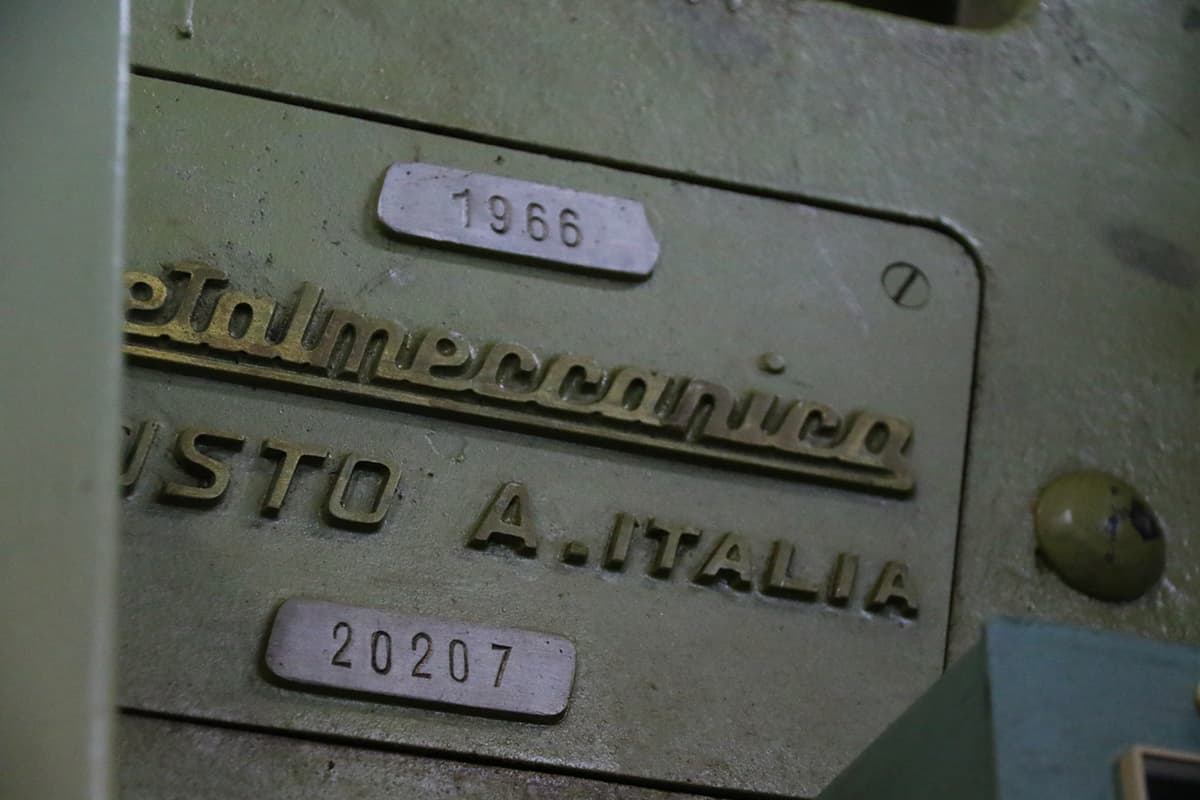 1966
eTalmeccanica
USTO A. ITALIA
20207